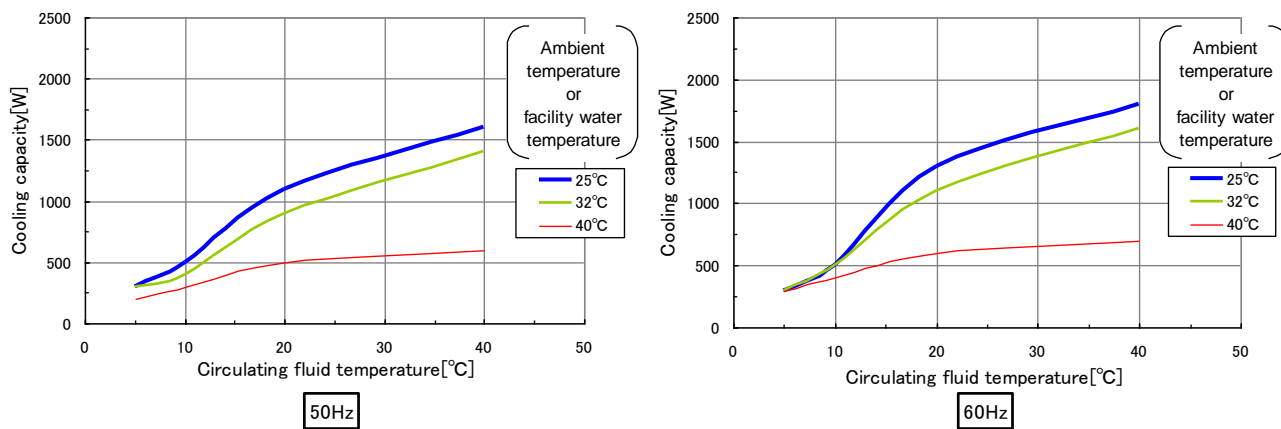 2500
2000
1500
1000
500
0
Cooling capacity[W]
0 10 20 30 40 50
Circulating fluid temperature[℃]
50Hz
Ambient
temperature
or
facility water
temperature
25℃
32℃
40℃
2500
2000
1500
1000
500
0
Cooling capacity[W]
0 10 20 30 40 50
Circulating fluid temperature[℃]
60Hz
Ambient
temperature
or
facility water
temperature
25℃
32℃
40℃